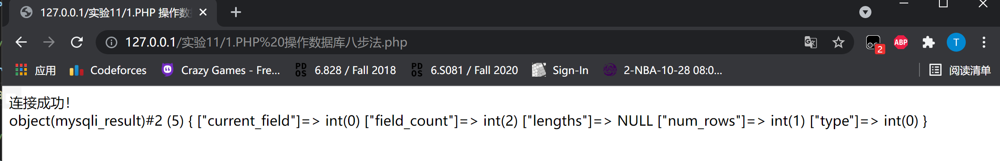 127.0.0.1/实验11/1.PHP 操作数
127.0.0.1/实验11/1.PHP%20操作数据库八步法.php
2
ABP
T
应用
Codeforces
Crazy Games - Fre...
PDOS
6.828 / Fall 2018
PDOS
6.S081 / Fall 2020
Sign-In
2-NBA-10-28 08:0...
阅读清单
连接成功!
object(mysqli_result)#2 (5) { ["current_field"]=> int(0) ["field_count"]=> int(2) ["lengths"]=> NULL ["num_rows"]=> int(1) ["type"]=> int(0) }